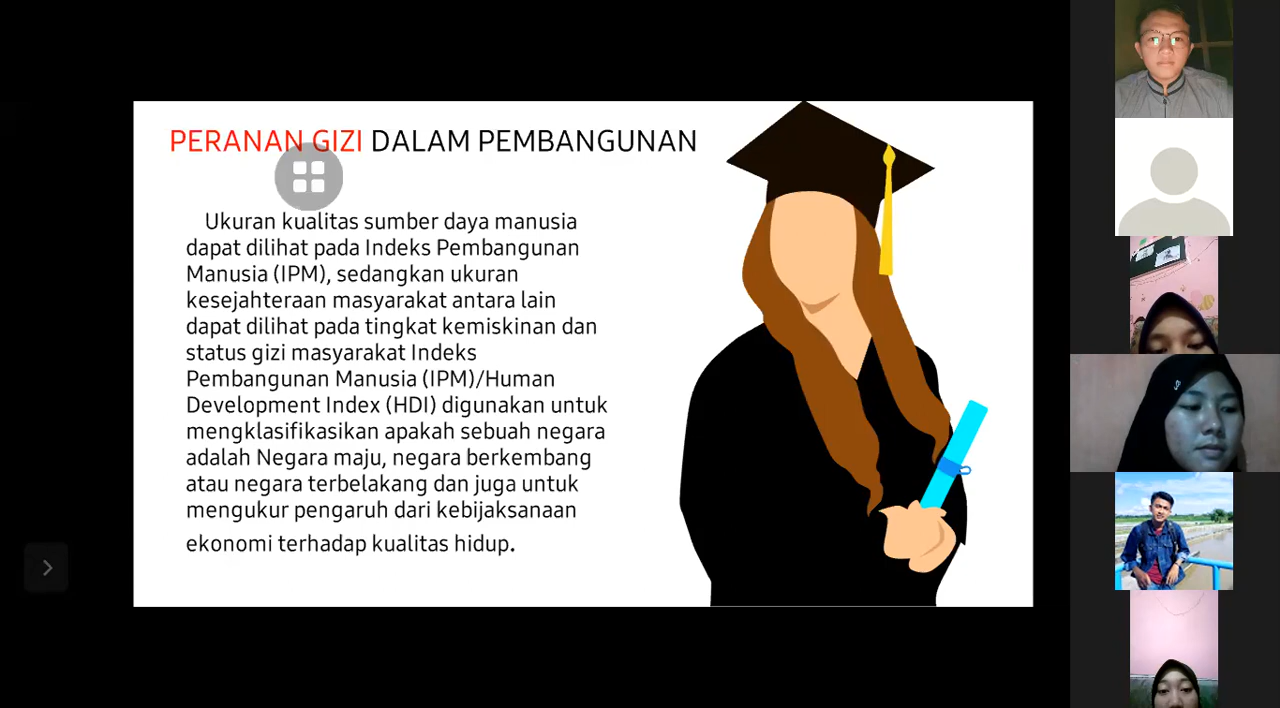 PERANAN GIZI DALAM PEMBANGUNAN
Ukuran kualitas sumber daya manusia
dapat dilihat pada Indeks Pembangunan
Manusia (IPM), sedangkan ukuran
kesejahteraan masyarakat antara lain
dapat dilihat pada tingkat kemiskinan dan
status gizi masyarakat Indeks
Pembangunan Manusia (IPM)/Human
Development Index (HDI) digunakan untuk
mengklasifikasikan apakah sebuah negara
adalah Negara maju, negara berkembang
atau negara terbelakang dan juga untuk
mengukur pengaruh dari kebijaksanaan
ekonomi terhadap kualitas hidup.